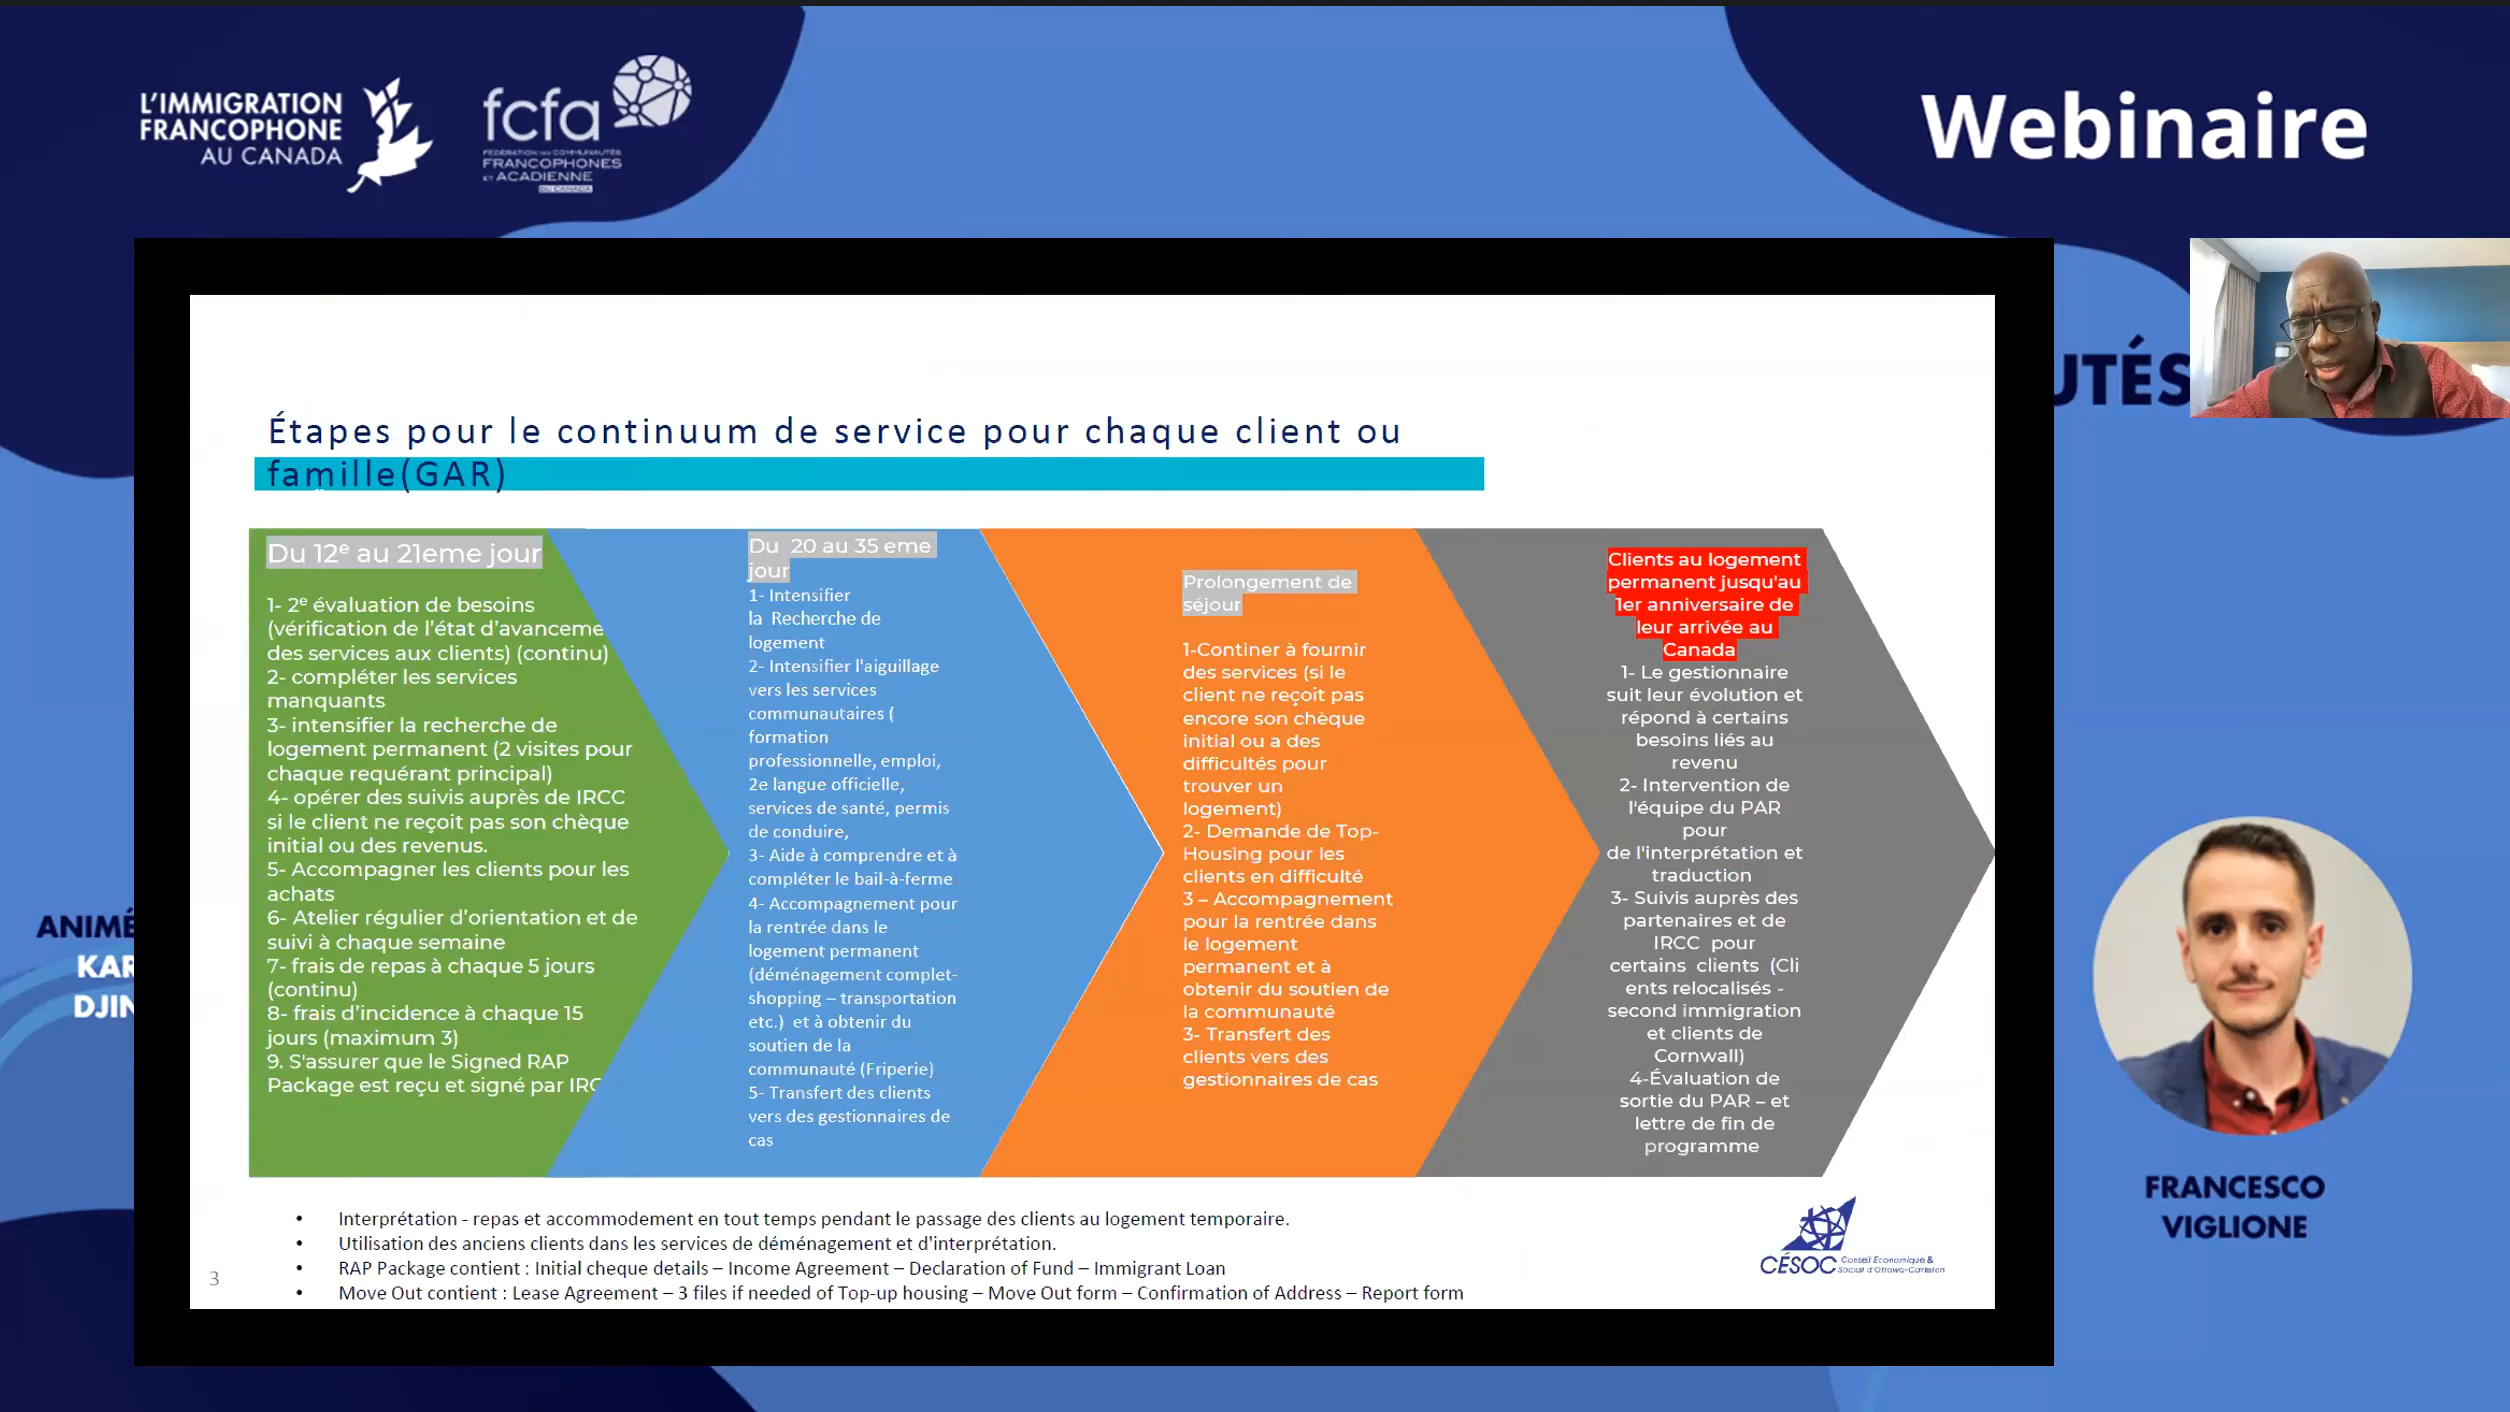 L'IMMIGRATION
FRANCOPHONE
AU CANADA
fcfa
FÉDÉRATION DES COMMUNAUTÉS
FRANCOPHONES
ET ACADIENNE
DU CANADA
Webinaire
UTÉS
Étapes pour le continuum de service pour chaque client ou
famille(GAR)
Du 12e au 21eme jour
1- 2e évaluation de besoins
(vérification de l'état d'avanceme
des services aux clients) (continu)
2- compléter les services
manquants
3- intensifier la recherche de
logement permanent (2 visites pour
chaque requérant principal)
4- opérer des suivis auprès de IRCC
si le client ne reçoit pas son chèque
initial ou des revenus.
5- Accompagner les clients pour les
achats
6- Atelier régulier d'orientation et de
suivi à chaque semaine
7- frais de repas à chaque 5 jours
(continu)
8- frais d'incidence à chaque 15
jours (maximum 3)
9. S'assurer que le Signed RAP
Package est reçu et signé par IRC
Du 20 au 35 eme
jour
1- Intensifier
la Recherche de
logement
2- Intensifier l'aiguillage
vers les services
communautaires (
formation
professionnelle, emploi,
2e langue officielle,
services de santé, permis
de conduire,
3- Aide à comprendre et à
compléter le bail-à-ferme
4- Accompagnement pour
la rentrée dans le
logement permanent
(déménagement complet-
shopping – transportation
etc.) et à obtenir du
soutien de la
communauté (Friperie)
5- Transfert des clients
vers des gestionnaires de
cas
Prolongement de
séjour
1-Continer à fournir
des services (si le
client ne reçoit pas
encore son chèque
initial ou a des
difficultés pour
trouver un
logement)
2- Demande de Top-
Housing pour les
clients en difficulté
3 – Accompagnement
pour la rentrée dans
le logement
permanent et à
obtenir du soutien de
la communauté
3- Transfert des
clients vers des
gestionnaires de cas
Clients au logement
permanent jusqu'au
1er anniversaire de
leur arrivée au
Canada
1- Le gestionnaire
suit leur évolution et
répond à certains
besoins liés au
revenu
2- Intervention de
l'équipe du PAR
pour
de l'interprétation et
traduction
3- Suivis auprès des
partenaires et de
IRCC pour
certains clients (Cli
ents relocalisés -
second immigration
et clients de
Cornwall)
4-Évaluation de
sortie du PAR – et
lettre de fin de
programme
• Interprétation - repas et accommodement en tout temps pendant le passage des clients au logement temporaire.
• Utilisation des anciens clients dans les services de déménagement et d'interprétation.
• RAP Package contient : Initial cheque details – Income Agreement – Declaration of Fund – Immigrant Loan
• Move Out contient : Lease Agreement – 3 files if needed of Top-up housing – Move Out form – Confirmation of Address – Report form
3
CÉSOC Conseil Économique &
Social d'Ottawa-Carleton
ANIMÉ
KAR
DJIN
FRANCESCO
VIGLIONE